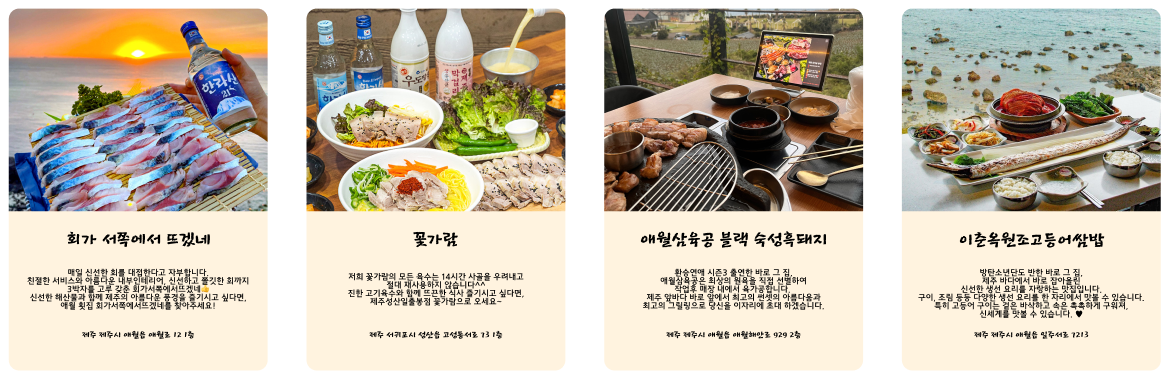 회가 서쪽에서 뜨겠네
매일 신선한 회를 대접한다고 자부합니다.
친절한 서비스와 아름다운 내부인테리어, 신선하고 쫄깃한 회까지
3박자를 고루 갖춘 회가서쪽에서뜨겠네👍
신선한 해산물과 함께 제주의 아름다운 풍경을 즐기시고 싶다면,
애월 횟집 회가서쪽에서뜨겠네를 찾아주세요!
제주 제주시 애월읍 애월로 12 1층
꽃가람
저희 꽃가람의 모든 육수는 14시간 사골을 우려내고
절대 재사용하지 않습니다^^
진한 고기육수와 함께 뜨끈한 식사 즐기시고 싶다면,
제주성산일출봉점 꽃가람으로 오세요~
제주 서귀포시 성산읍 고성동서로 73 1층
애월삼육공 블랙 숙성흑돼지
환승연애 시즌3 출연한 바로 그 집,
애월삼육공은 최상의 원육을 직접 선별하여
작업후 매장 내에서 육가공합니다.
제주 앞바다 바로 앞에서 최고의 썬셋의 아름다움과
최고의 그릴링으로 당신을 이자리에 초대 하겠습니다.
제주 제주시 애월읍 애월해안로 929 2층
이춘옥원조고등어쌈밥
방탄소년단도 반한 바로 그 집,
제주 바다에서 바로 잡아올린
신선한 생선 요리를 자랑하는 맛집입니다.
구이, 조림 등등 다양한 생선 요리를 한 자리에서 맛볼 수 있습니다.
특히 고등어 구이는 겉은 바삭하고 속은 촉촉하게 구워져,
신세계를 맛볼 수 있습니다. ♥
제주 제주시 애월읍 일주서로 7213
한라산